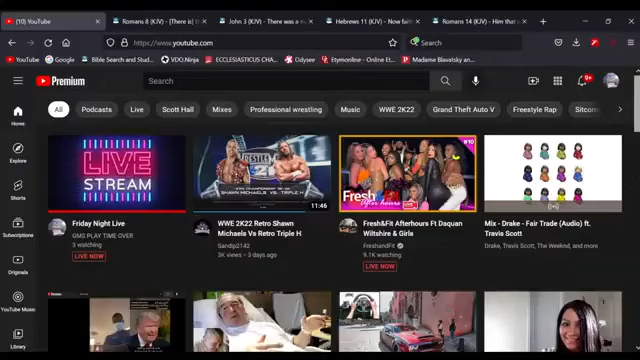 (10) YouTube
Romans 8 (KJV) - [There is] th
John 3 (KJV) - There was a m
Hebrews 11 (KJV) - Now faith
Romans 14 (KJV) - Him that i
https://www.youtube.com
Search
YouTube
Google
Bible Search and Stud
VDO.Ninja
ECCLESIASTICUS CHA
Odysee
Etymonline - Online Et
Madame Blavatsky an
Premium
Search
9+
Home
Explore
Shorts
Subscriptions
Originals
YouTube Music
Library
All
Podcasts
Live
Scott Hall
Mixes
Professional wrestling
Music
WWE 2K22
Grand Theft Auto V
Freestyle Rap
Sitcoms
LIVE
STREAM
Friday Night Live
GMS PLAY TIME OVER
3 watching
LIVE NOW
SHAWN MICHAELS VS. TRIPLE H
11:46
WWE 2K22 Retro Shawn
Michaels Vs Retro Triple H
Sandip2142
3K views • 3 days ago
#10
Fresh&Fit
After hours
LIVE
Fresh&Fit Afterhours Ft Daquan
Wiltshire & Girls
FreshandFit
9.1K watching
LIVE NOW
Mix - Drake - Fair Trade (Audio) ft.
Travis Scott
Drake, Travis Scott, The Weeknd, and more